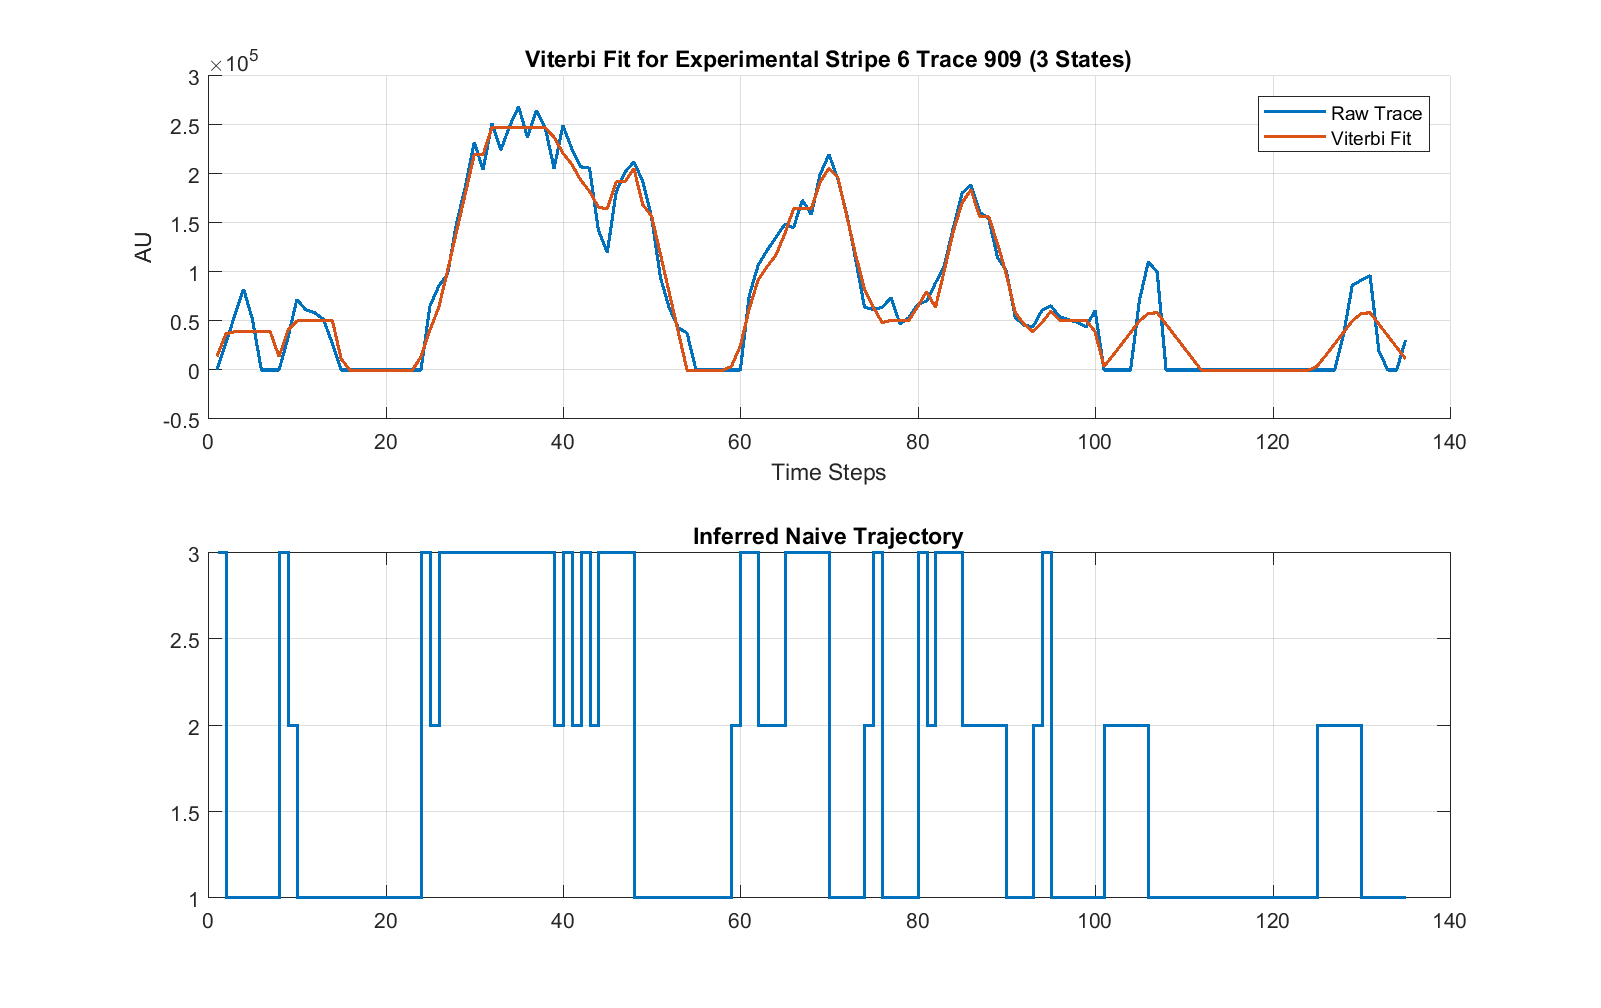 Viterbi Fit for Experimental Stripe 6 Trace 909 (3 States)
×10⁵
3
2.5
2
1.5
1
0.5
0
-0.5
AU
Raw Trace
Viterbi Fit
0 20 40 60 80 100 120 140
Time Steps
Inferred Naive Trajectory
3
2.5
2
1.5
1
0 20 40 60 80 100 120 140